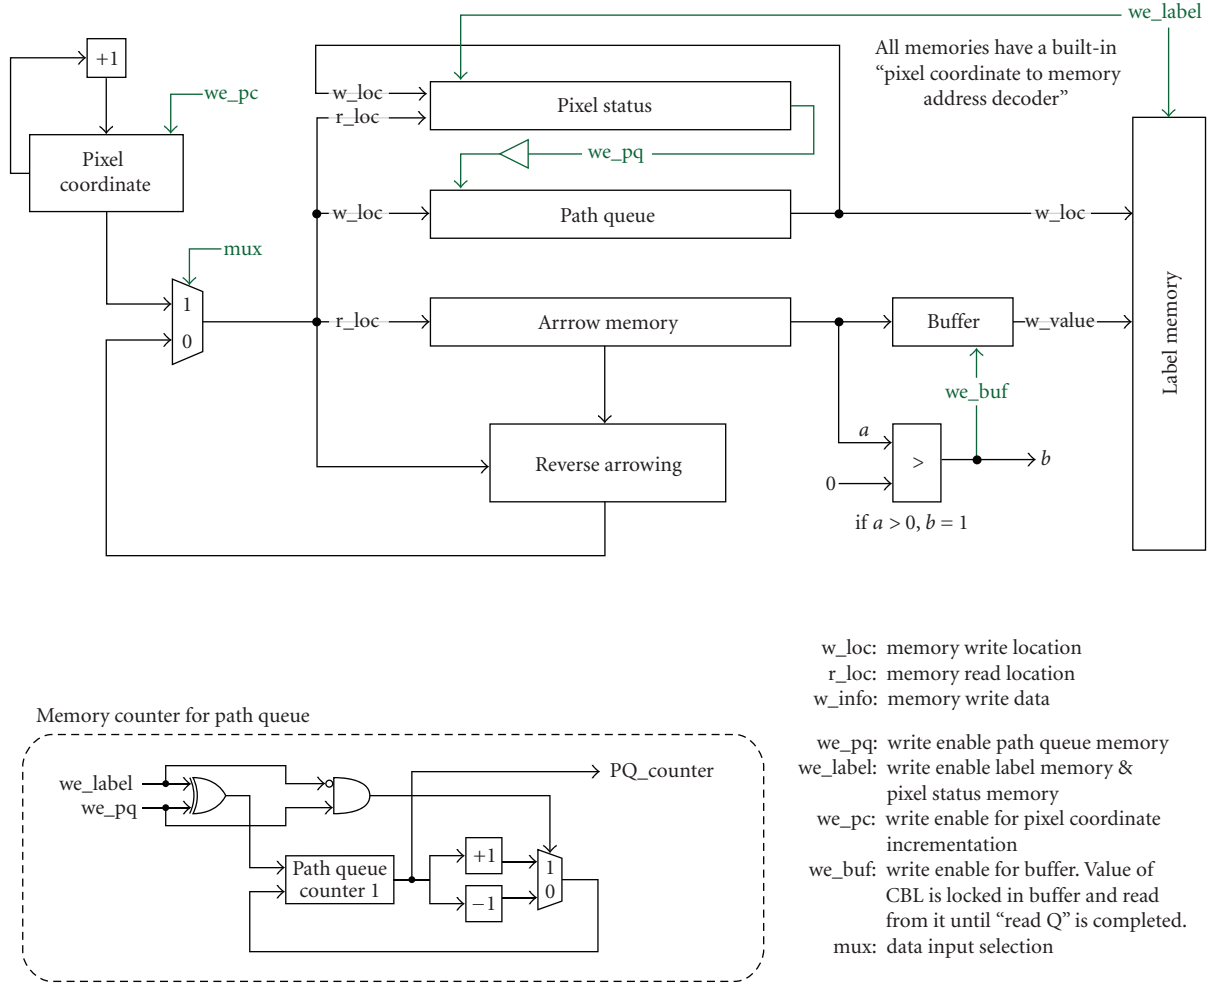 we_label
All memories have a built-in
“pixel coordinate to memory
address decoder”
+1
we_pc
w_loc
r_loc
Pixel status
we_pq
Pixel
coordinate
w_loc
Path queue
w_loc
mux
1
0
r_loc
Arrrow memory
Buffer
w_value
Label memory
we_buf
a
Reverse arrowing
>
b
0
if a > 0, b = 1
w_loc: memory write location
r_loc: memory read location
w_info: memory write data
we_pq: write enable path queue memory
we_label: write enable label memory &
pixel status memory
we_pc: write enable for pixel coordinate
incrementation
we_buf: write enable for buffer. Value of
CBL is locked in buffer and read
from it until “read Q” is completed.
mux: data input selection
Memory counter for path queue
we_label
we_pq
PQ_counter
Path queue
counter 1
+1
−1
1
0